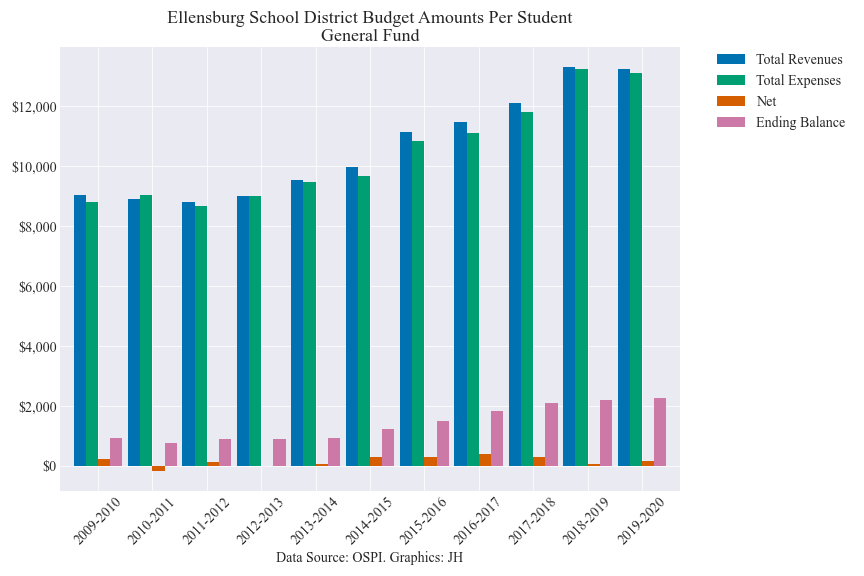 Ellensburg School District Budget Amounts Per Student
General Fund
Total Revenues
Total Expenses
Net
Ending Balance
$12,000
$10,000
$8,000
$6,000
$4,000
$2,000
$0
2009-2010
2010-2011
2011-2012
2012-2013
2013-2014
2014-2015
2015-2016
2016-2017
2017-2018
2018-2019
2019-2020
Data Source: OSPI. Graphics: JH